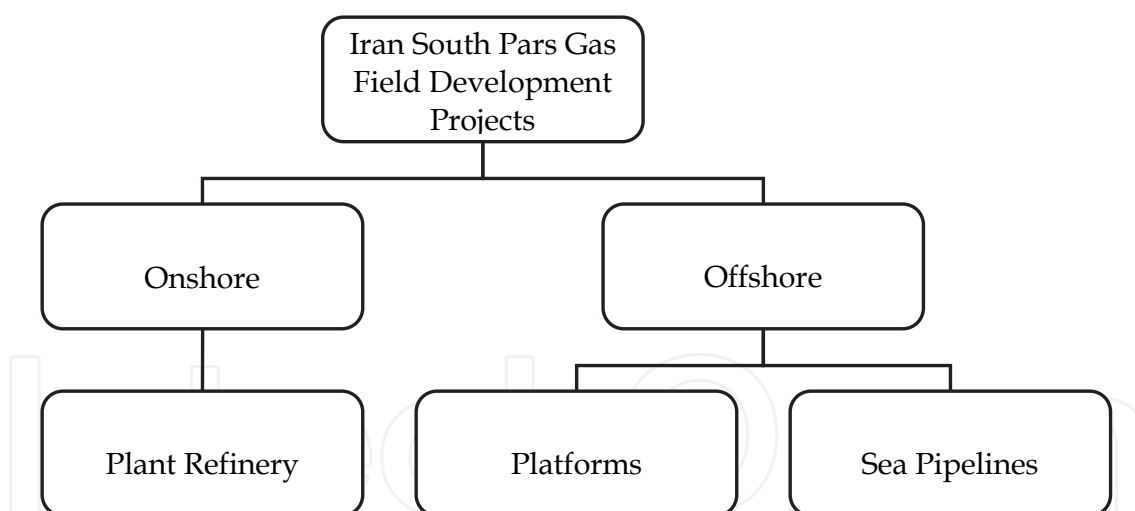 Iran South Pars Gas
Field Development
Projects
Onshore
Offshore
Plant Refinery
Platforms
Sea Pipelines